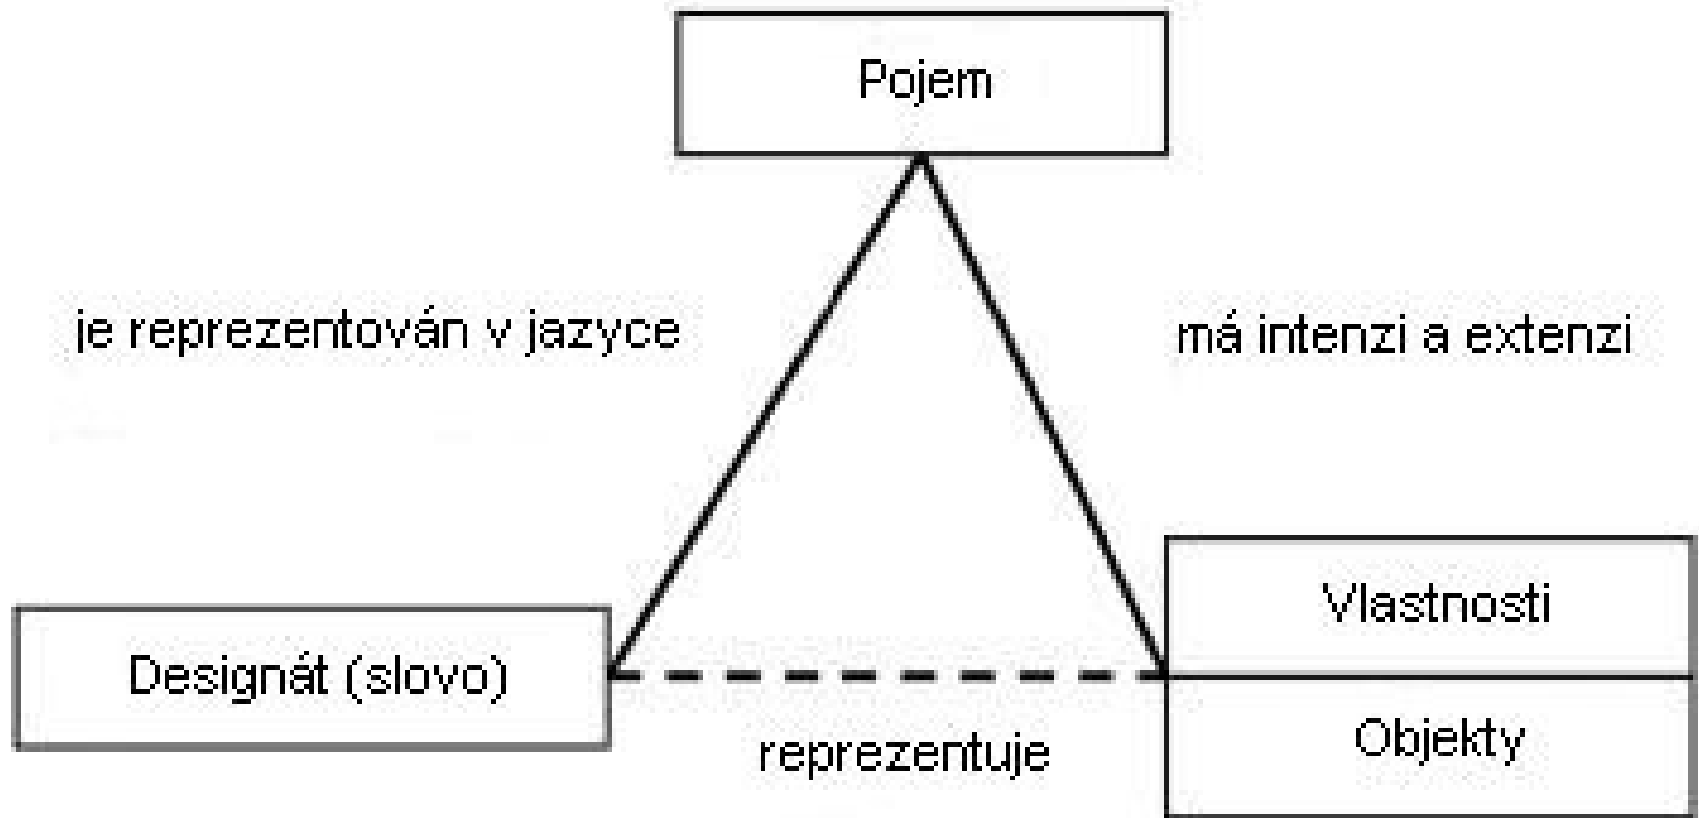 Pojem
je reprezentován v jazyce
má intenzi a extenzi
Vlastnosti
Designát (slovo)
Objekty
reprezentuje